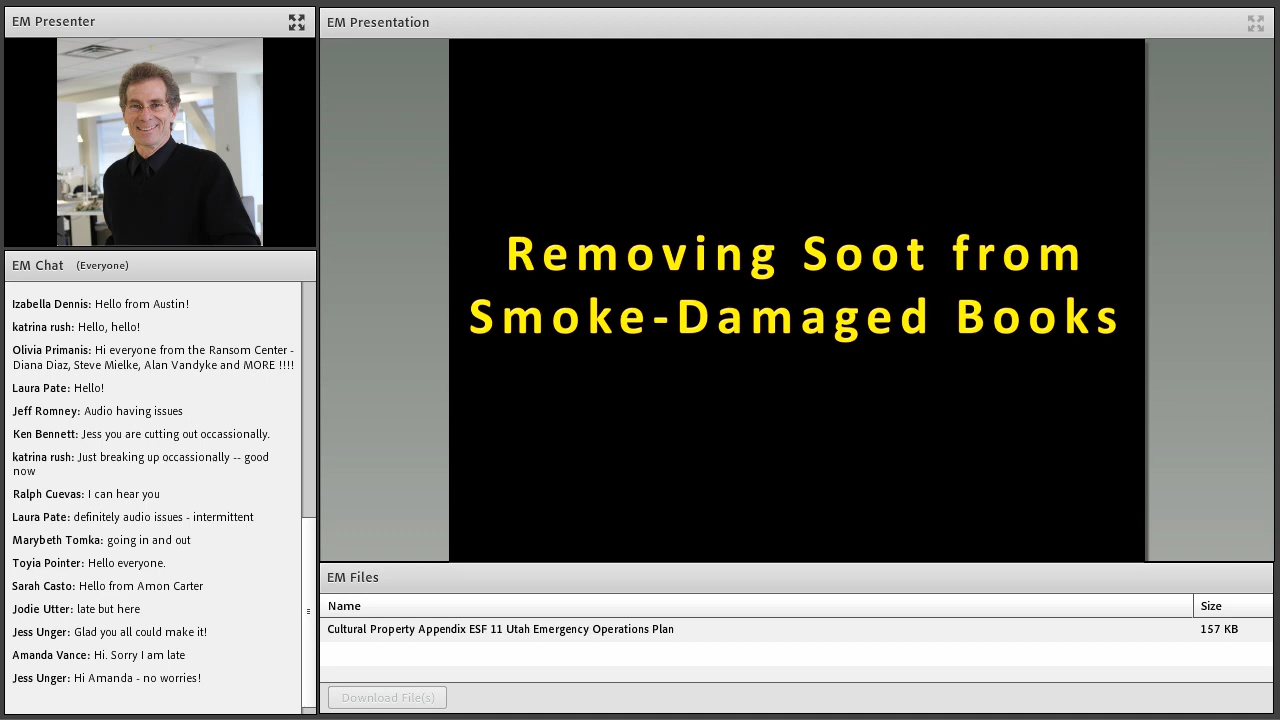 EM Presenter
EM Chat (Everyone)
Izabella Dennis: Hello from Austin!
katrina rush: Hello, hello!
Olivia Primanis: Hi everyone from the Ransom Center -
Diana Diaz, Steve Mielke, Alan Vandyke and MORE !!!!
Laura Pate: Hello!
Jeff Romney: Audio having issues
Ken Bennett: Jess you are cutting out occassionally.
katrina rush: Just breaking up occassionally -- good
now
Ralph Cuevas: I can hear you
Laura Pate: definitely audio issues - intermittent
Marybeth Tomka: going in and out
Toyia Pointer: Hello everyone.
Sarah Casto: Hello from Amon Carter
Jodie Utter: late but here
Jess Unger: Glad you all could make it!
Amanda Vance: Hi. Sorry I am late
Jess Unger: Hi Amanda - no worries!
EM Presentation
Removing Soot from
Smoke-Damaged Books
EM Files
Name Size
Cultural Property Appendix ESF 11 Utah Emergency Operations Plan 157 KB
Download File(s)